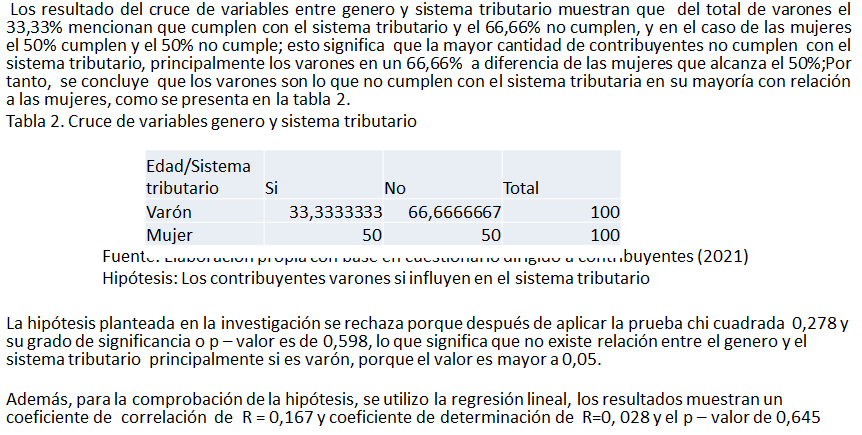 Los resultado del cruce de variables entre genero y sistema tributario muestran que del total de varones el
33,33% mencionan que cumplen con el sistema tributario y el 66,66% no cumplen, y en el caso de las mujeres
el 50% cumplen y el 50% no cumple; esto significa que la mayor cantidad de contribuyentes no cumplen con el
sistema tributario, principalmente los varones en un 66,66% a diferencia de las mujeres que alcanza el 50%;Por
tanto, se concluye que los varones son lo que no cumplen con el sistema tributaria en su mayoría con relación
a las mujeres, como se presenta en la tabla 2.
Tabla 2. Cruce de variables genero y sistema tributario
Edad/Sistema
tributario Si No Total
Varón 33,3333333 66,6666667 100
Mujer 50 50 100
Fuente: Elaboración propia con base en cuestionario dirigido a contribuyentes (2021)
Hipótesis: Los contribuyentes varones si influyen en el sistema tributario
La hipótesis planteada en la investigación se rechaza porque después de aplicar la prueba chi cuadrada 0,278 y
su grado de significancia o p – valor es de 0,598, lo que significa que no existe relación entre el genero y el
sistema tributario principalmente si es varón, porque el valor es mayor a 0,05.
Además, para la comprobación de la hipótesis, se utilizo la regresión lineal, los resultados muestran un
coeficiente de correlación de R = 0,167 y coeficiente de determinación de R=0, 028 y el p – valor de 0,645